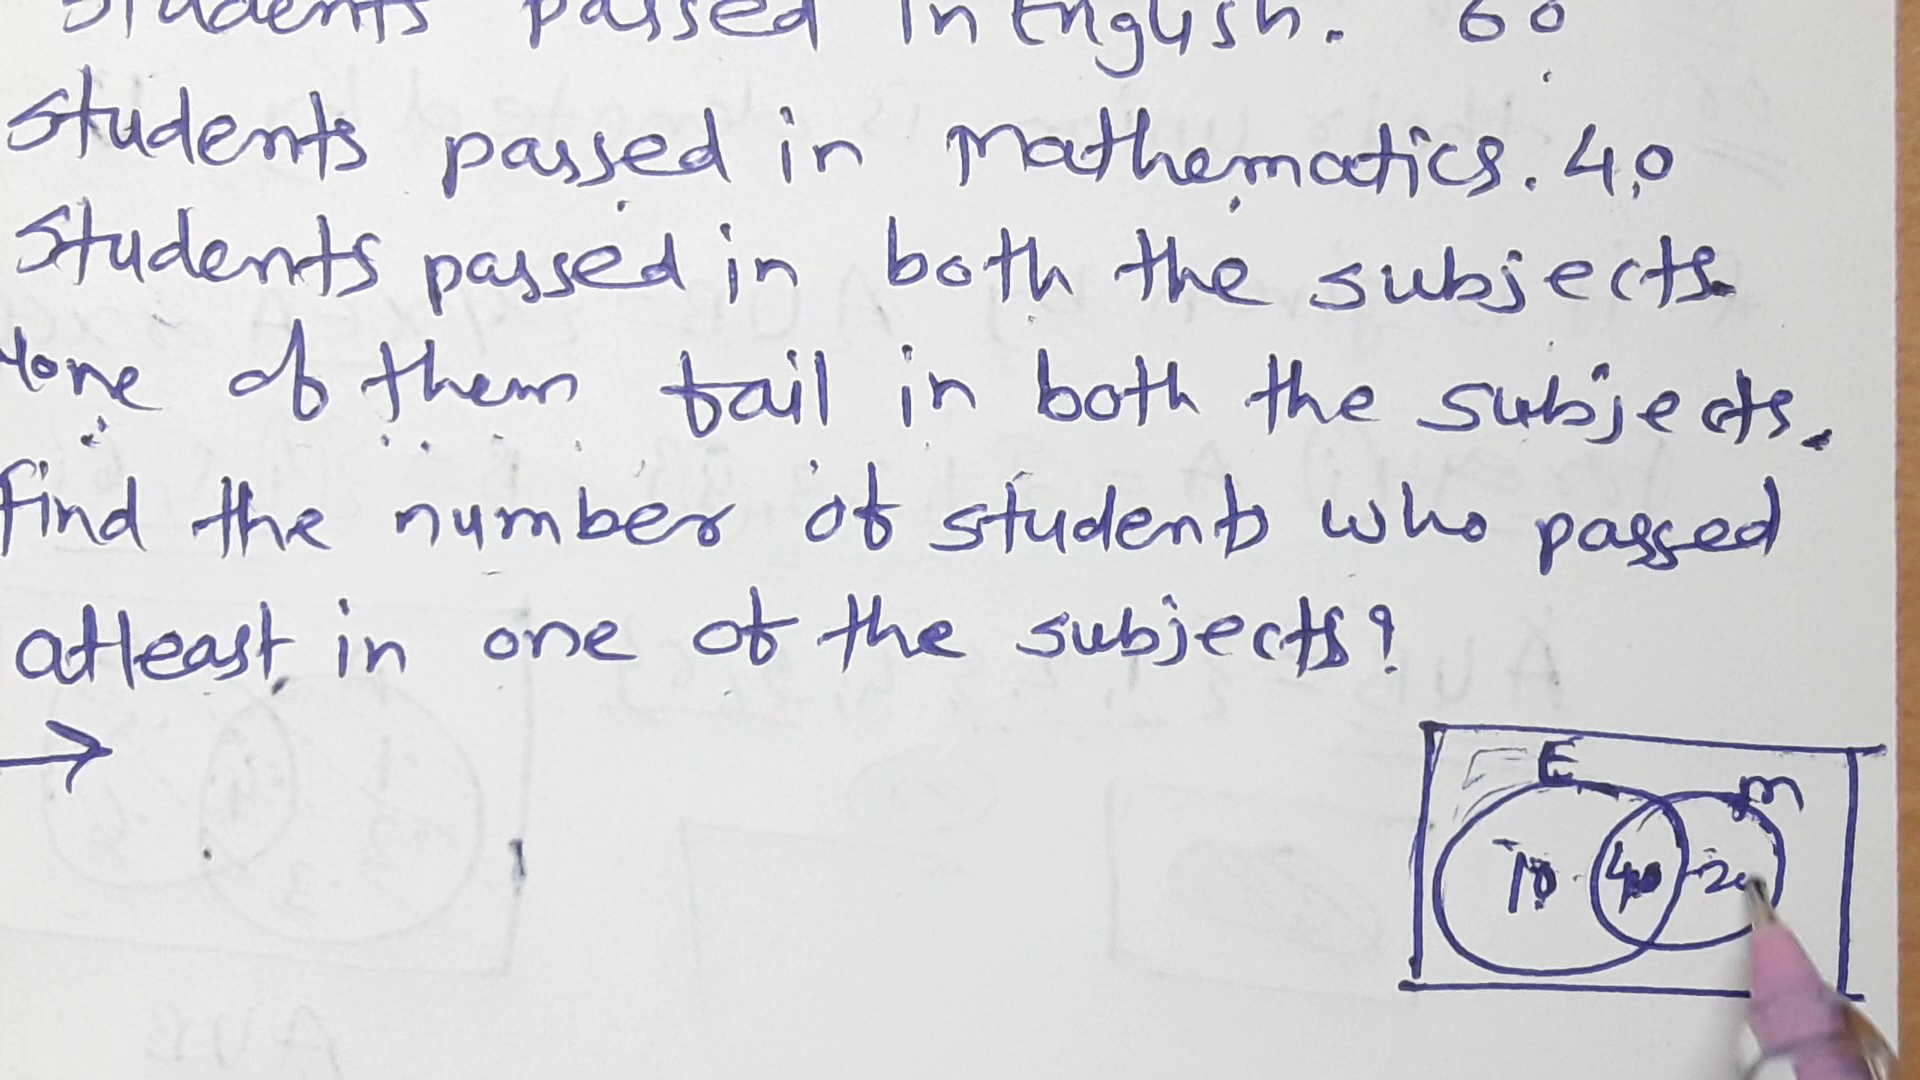 students passed in English. 60
students passed in Mathematics. 40
students passed in both the subjects.
None of them fail in both the subjects.
find the number of students who passed
atleast in one of the subjects?
→
E
M
10 40 20